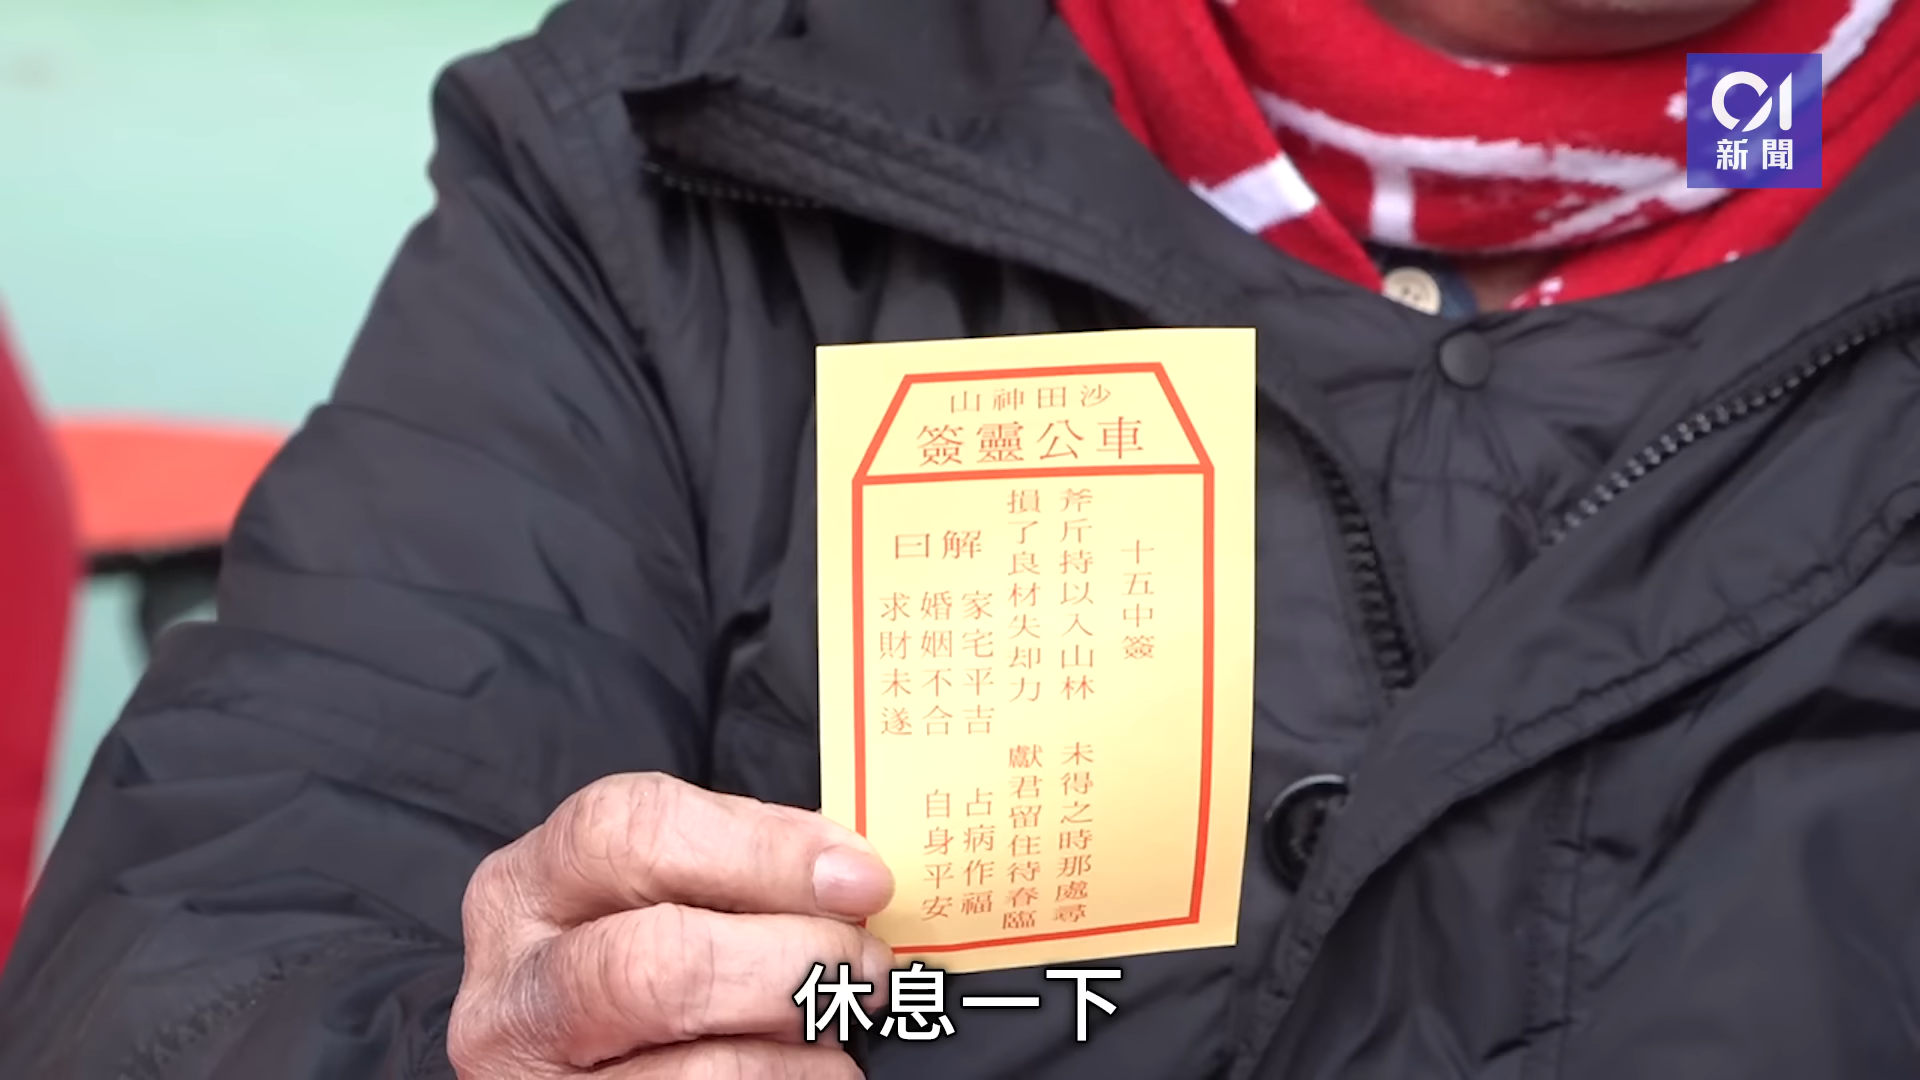 01
新聞
沙田神山
車公靈簽
十五中簽
斧斤持以入山林
未得之時那處尋
損了良材失却力
獻君留住待春臨
解曰
家宅平吉
占病作福
婚姻不合
自身平安
求財未遂
休息一下